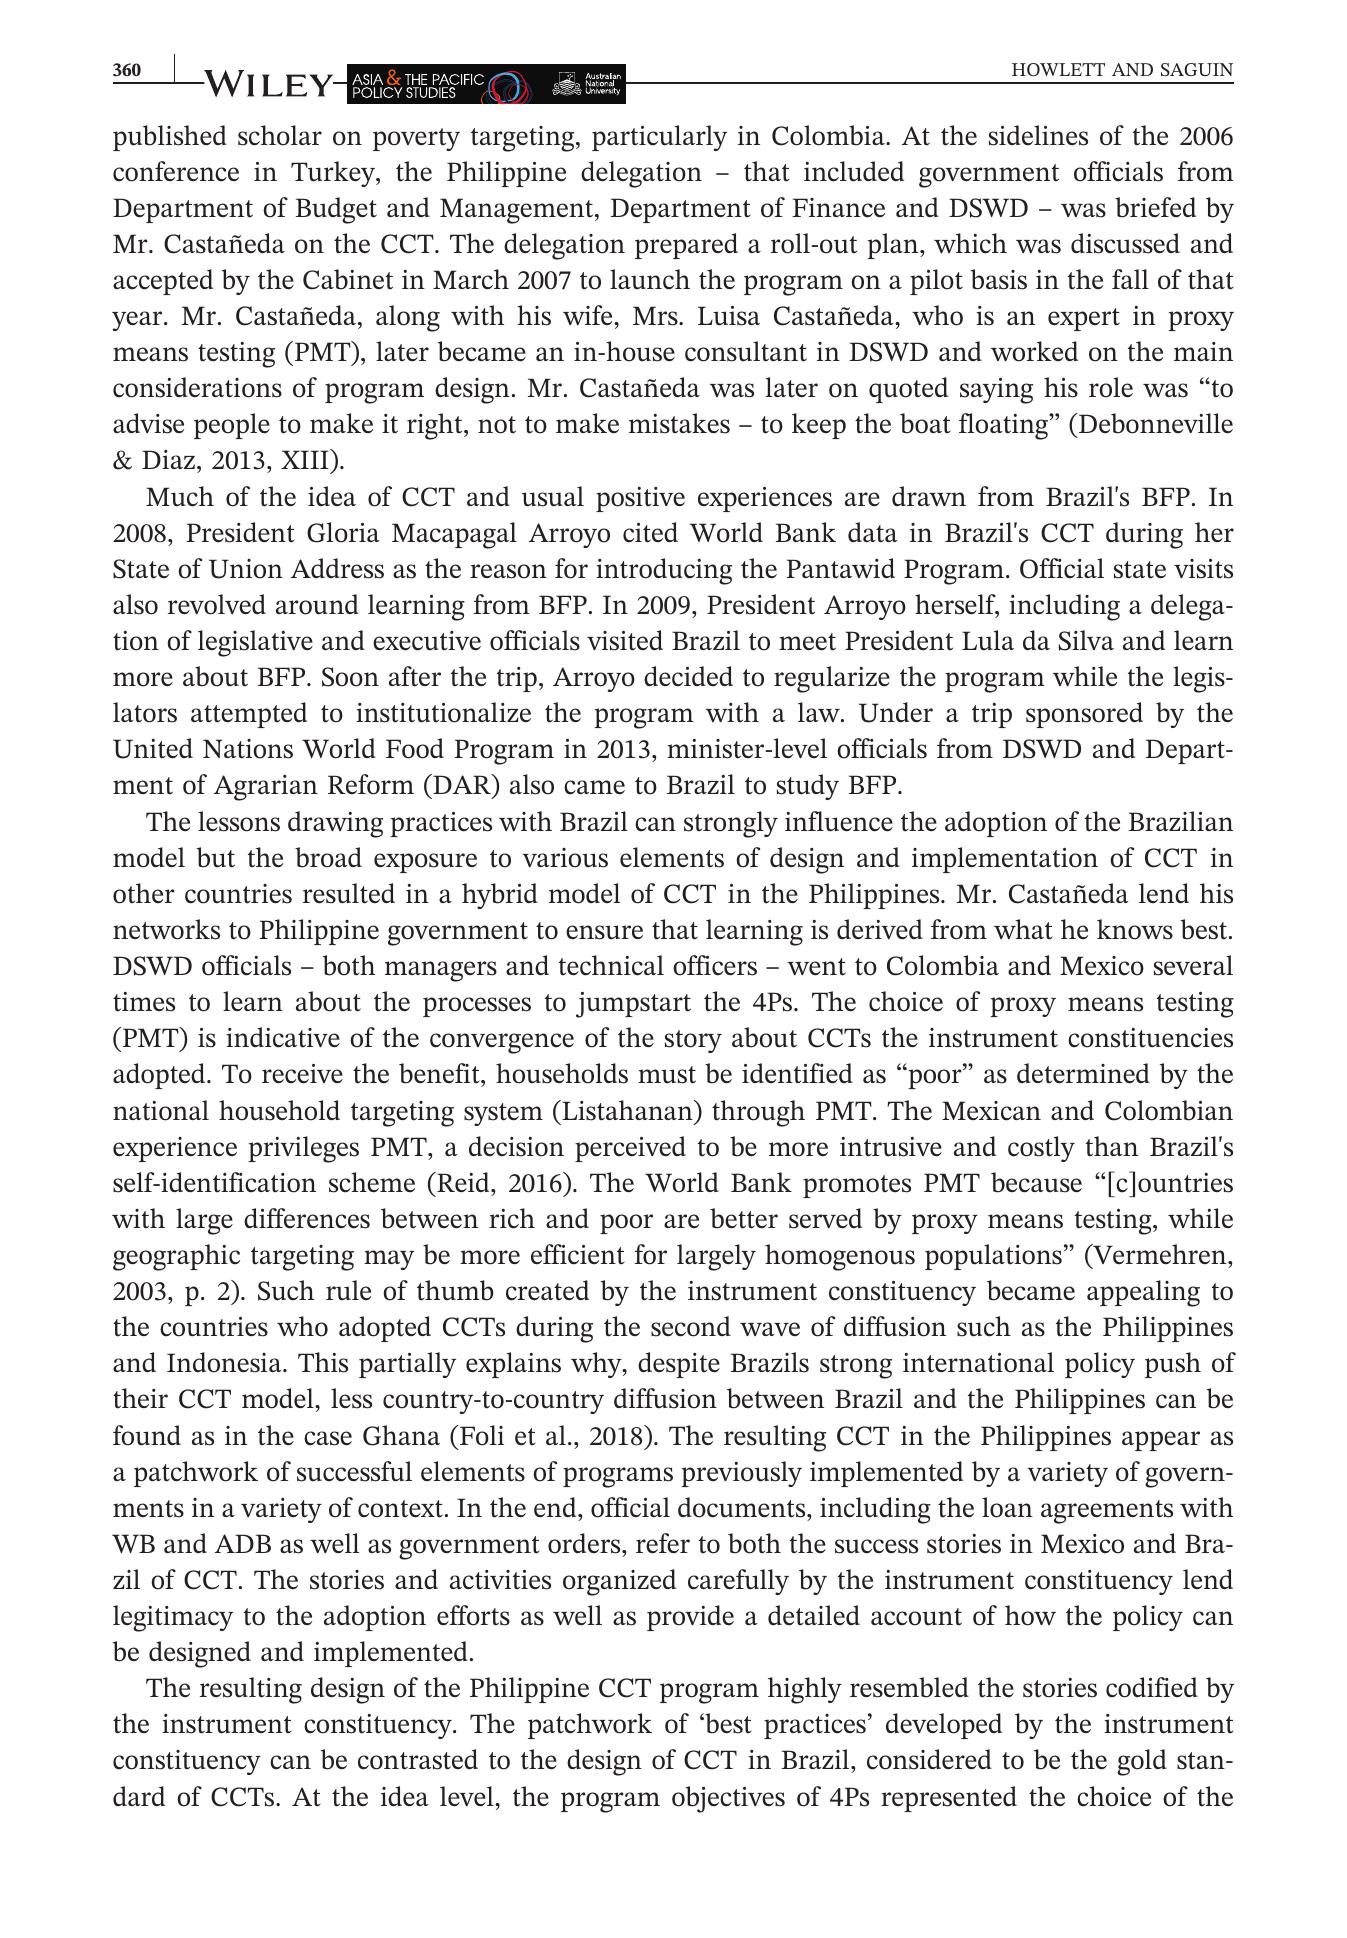 360
WILEY
ASIA & THE PACIFIC
POLICY STUDIES
Australian
National
University
HOWLETT AND SAGUIN
published scholar on poverty targeting, particularly in Colombia. At the sidelines of the 2006
conference in Turkey, the Philippine delegation – that included government officials from
Department of Budget and Management, Department of Finance and DSWD – was briefed by
Mr. Castañeda on the CCT. The delegation prepared a roll-out plan, which was discussed and
accepted by the Cabinet in March 2007 to launch the program on a pilot basis in the fall of that
year. Mr. Castañeda, along with his wife, Mrs. Luisa Castañeda, who is an expert in proxy
means testing (PMT), later became an in-house consultant in DSWD and worked on the main
considerations of program design. Mr. Castañeda was later on quoted saying his role was “to
advise people to make it right, not to make mistakes – to keep the boat floating” (Debonneville
& Diaz, 2013, XIII).
Much of the idea of CCT and usual positive experiences are drawn from Brazil's BFP. In
2008, President Gloria Macapagal Arroyo cited World Bank data in Brazil's CCT during her
State of Union Address as the reason for introducing the Pantawid Program. Official state visits
also revolved around learning from BFP. In 2009, President Arroyo herself, including a delega-
tion of legislative and executive officials visited Brazil to meet President Lula da Silva and learn
more about BFP. Soon after the trip, Arroyo decided to regularize the program while the legis-
lators attempted to institutionalize the program with a law. Under a trip sponsored by the
United Nations World Food Program in 2013, minister-level officials from DSWD and Depart-
ment of Agrarian Reform (DAR) also came to Brazil to study BFP.
The lessons drawing practices with Brazil can strongly influence the adoption of the Brazilian
model but the broad exposure to various elements of design and implementation of CCT in
other countries resulted in a hybrid model of CCT in the Philippines. Mr. Castañeda lend his
networks to Philippine government to ensure that learning is derived from what he knows best.
DSWD officials – both managers and technical officers – went to Colombia and Mexico several
times to learn about the processes to jumpstart the 4Ps. The choice of proxy means testing
(PMT) is indicative of the convergence of the story about CCTs the instrument constituencies
adopted. To receive the benefit, households must be identified as “poor” as determined by the
national household targeting system (Listahanan) through PMT. The Mexican and Colombian
experience privileges PMT, a decision perceived to be more intrusive and costly than Brazil's
self-identification scheme (Reid, 2016). The World Bank promotes PMT because “[c]ountries
with large differences between rich and poor are better served by proxy means testing, while
geographic targeting may be more efficient for largely homogenous populations” (Vermehren,
2003, p. 2). Such rule of thumb created by the instrument constituency became appealing to
the countries who adopted CCTs during the second wave of diffusion such as the Philippines
and Indonesia. This partially explains why, despite Brazils strong international policy push of
their CCT model, less country-to-country diffusion between Brazil and the Philippines can be
found as in the case Ghana (Foli et al., 2018). The resulting CCT in the Philippines appear as
a patchwork of successful elements of programs previously implemented by a variety of govern-
ments in a variety of context. In the end, official documents, including the loan agreements with
WB and ADB as well as government orders, refer to both the success stories in Mexico and Bra-
zil of CCT. The stories and activities organized carefully by the instrument constituency lend
legitimacy to the adoption efforts as well as provide a detailed account of how the policy can
be designed and implemented.
The resulting design of the Philippine CCT program highly resembled the stories codified by
the instrument constituency. The patchwork of ‘best practices’ developed by the instrument
constituency can be contrasted to the design of CCT in Brazil, considered to be the gold stan-
dard of CCTs. At the idea level, the program objectives of 4Ps represented the choice of the